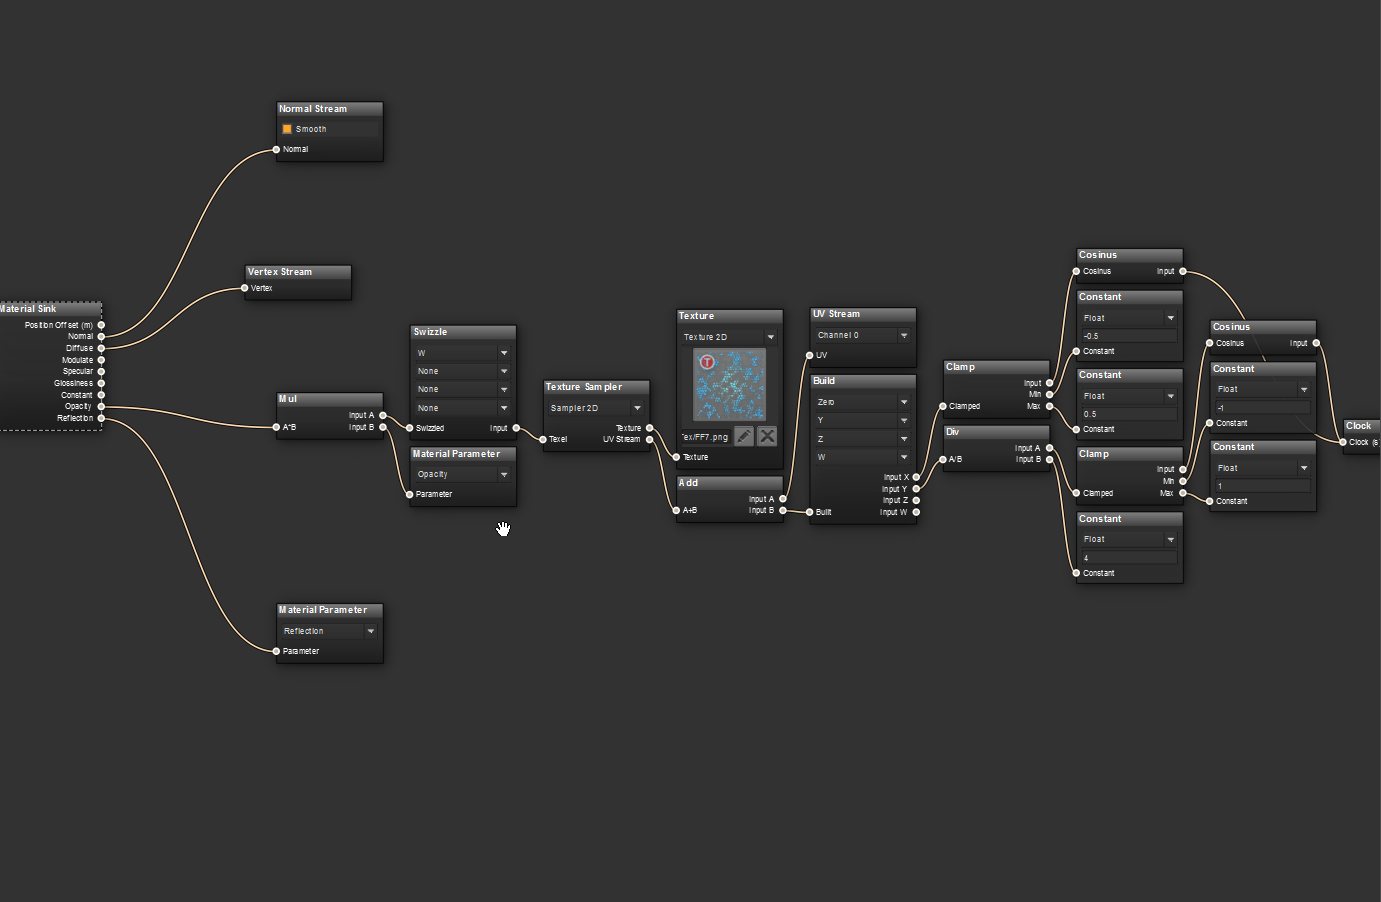 Material Sink
Position Offset (m)
Normal
Diffuse
Modulate
Specular
Glossiness
Constant
Opacity
Reflection
Normal Stream
Smooth
Normal
Vertex Stream
Vertex
Mul
Input A
A*B
Input B
Material Parameter
Reflection
Parameter
Swizzle
W
None
None
None
Swizzled
Input
Material Parameter
Opacity
Parameter
Texture Sampler
Sampler 2D
Texture
Texel
UV Stream
Texture
Texture 2D
T
Tex/FF7.png
Texture
Add
Input A
A+B
Input B
UV Stream
Channel 0
UV
Build
Zero
Y
Z
W
Input X
Input Y
Input Z
Built
Input W
Clamp
Input
Min
Clamped
Max
Div
Input A
A/B
Input B
Cosinus
Cosinus
Input
Constant
Float
-0.5
Constant
Constant
Float
0.5
Constant
Clamp
Input
Min
Clamped
Max
Constant
Float
4
Constant
Cosinus
Cosinus
Input
Constant
Float
-1
Constant
Constant
Float
1
Constant
Clock
Clock (s